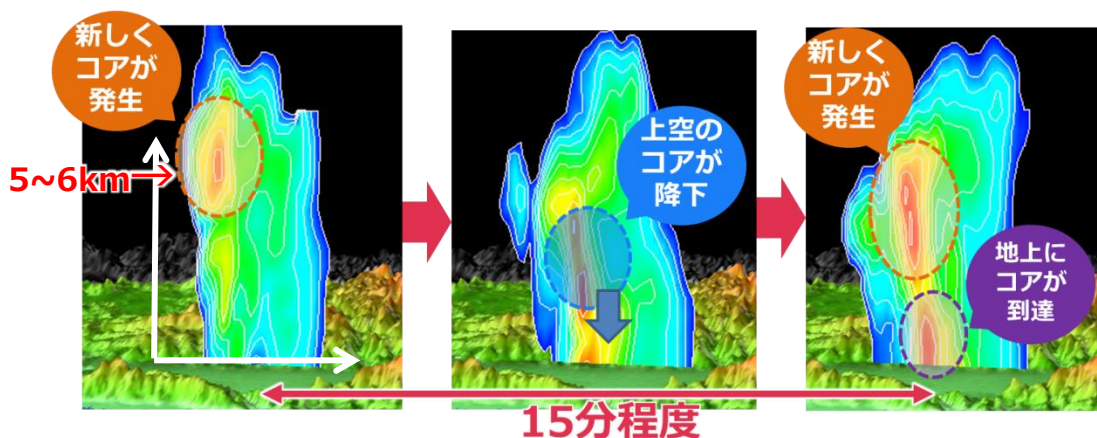 新しく
コアが
発生
5~6km→
上空の
コアが
降下
新しく
コアが
発生
地上に
コアが
到達
15分程度